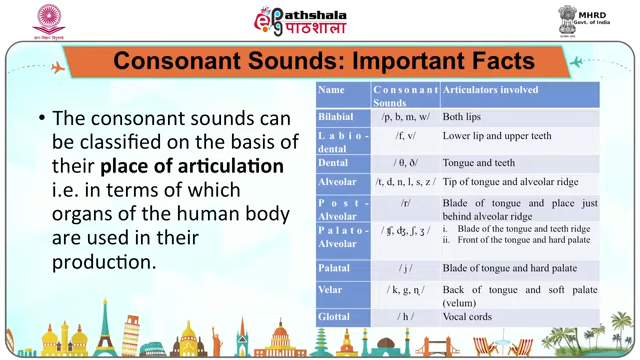 ePathshala
पाठशाला
MHRD
Govt. of India
Consonant Sounds: Important Facts
• The consonant sounds can
be classified on the basis of
their place of articulation
i.e. in terms of which
organs of the human body
are used in their
production.
Name Consonant Sounds Articulators involved
Bilabial /p, b, m, w/ Both lips
Labio-dental /f, v/ Lower lip and upper teeth
Dental / θ, ð/ Tongue and teeth
Alveolar /t, d, n, l, s, z / Tip of tongue and alveolar ridge
Post-Alveolar /r/ Blade of tongue and place just behind alveolar ridge
Palato-Alveolar / ʧ, ʤ, ʃ, ʒ / i. Blade of the tongue and teeth ridge
ii. Front of the tongue and hard palate
Palatal / j / Blade of tongue and hard palate
Velar / k, g, ɳ / Back of tongue and soft palate (velum)
Glottal / h / Vocal cords